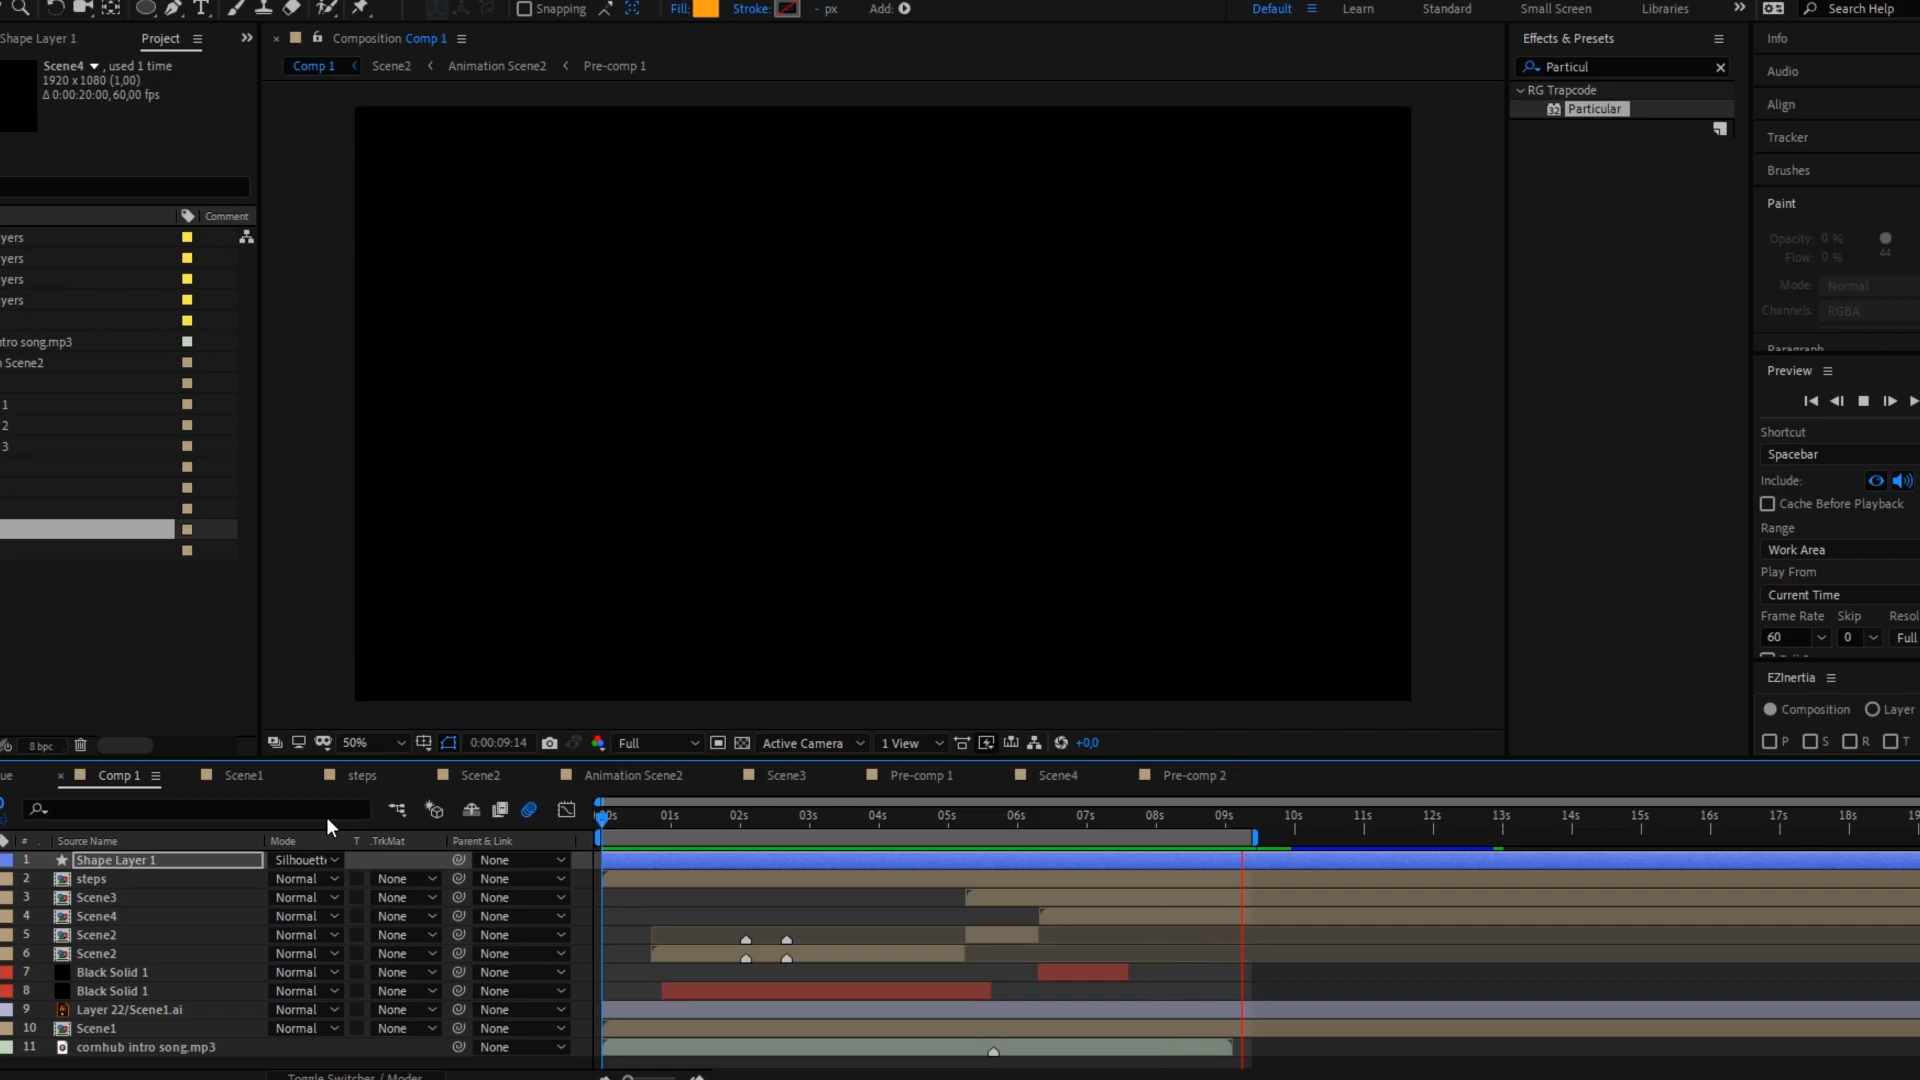 Snapping
Fill:
Stroke:
- px
Add:
Default
Learn
Standard
Small Screen
Libraries
Search Help
Shape Layer 1
Project
Composition Comp 1
Effects & Presets
Info
Scene4 , used 1 time
1920 x 1080 (1,00)
Δ 0:00:20:00, 60,00 fps
Comp 1
Scene2
Animation Scene2
Pre-comp 1
Particul
RG Trapcode
Particular
Audio
Align
Tracker
Brushes
Paint
Opacity: 0 %
Flow: 0 %
44
Mode: Normal
Channels: RGBA
Paragraph
Comment
yers
yers
yers
yers
tro song.mp3
Scene2
1
2
3
Preview
Shortcut
Spacebar
Include:
Cache Before Playback
Range
Work Area
Play From
Current Time
Frame Rate Skip Resol
60 0 Full
EZInertia
Composition Layer
P S R T
8 bpc
50%
0:00:09:14
Full
Active Camera
1 View
+0,0
ue
Comp 1
Scene1
steps
Scene2
Animation Scene2
Scene3
Pre-comp 1
Scene4
Pre-comp 2
01s 02s 03s 04s 05s 06s 07s 08s 09s 10s 11s 12s 13s 14s 15s 16s 17s 18s
# Source Name Mode T .TrkMat Parent & Link
1 Shape Layer 1 Silhouett None
2 steps Normal None None
3 Scene3 Normal None None
4 Scene4 Normal None None
5 Scene2 Normal None None
6 Scene2 Normal None None
7 Black Solid 1 Normal None None
8 Black Solid 1 Normal None None
9 Layer 22/Scene1.ai Normal None None
10 Scene1 Normal None None
11 cornhub intro song.mp3 None
Toggle Switches / Modes